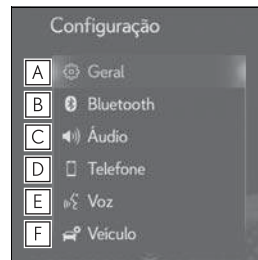 Configuração
A Geral
B Bluetooth
C Áudio
D Telefone
E Voz
F Veículo